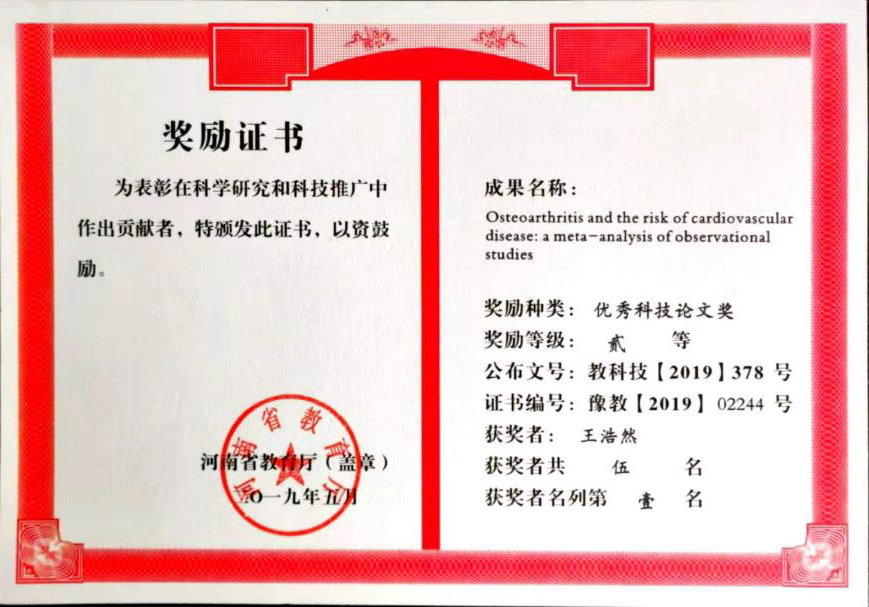 奖励证书
为表彰在科学研究和科技推广中
作出贡献者，特颁发此证书，以资鼓
励。
河南省教育厅（盖章）
二〇一九年五月
河南省教育厅
成果名称：
Osteoarthritis and the risk of cardiovascular
disease: a meta-analysis of observational
studies
奖励种类：优秀科技论文奖
奖励等级：贰 等
公布文号：教科技【2019】378 号
证书编号：豫教【2019】02244 号
获奖者：王浩然
获奖者共 伍 名
获奖者名列第 壹 名